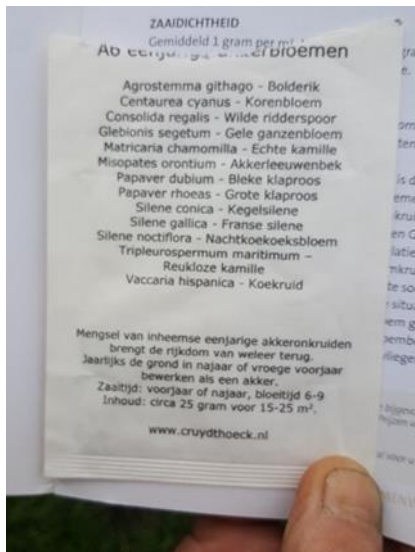 ZAAIDICHTHEID
Gemiddeld 1 gram per
Agrostemma githago - Bolderik
Centaurea cyanus - Korenbloem
Consolida regalis - Wilde ridderspoor
Glebionis segetum - Gele ganzenbloem
Matricaria chamomilla - Echte kamille
Misopates orontium - Akkerleeuwenbek
Papaver dubium - Bleke klaproos
Papaver rhoeas - Grote klaproos
Silene conica - Kegelsilene
Silene gallica - Franse silene
Silene noctiflora - Nachtkoekoeksbloem
Tripleurospermum maritimum –
Reukloze kamille
Vaccaria hispanica - Koekruid
Mengsel van inheemse eenjarige akkeronkruiden
brengt de rijkdom van weleer terug.
Jaarlijks de grond in najaar of vroege voorjaar
bewerken als een akker.
Zaaitijd: voorjaar of najaar, bloeitijd 6-9
Inhoud: circa 25 gram voor 15-25 m².
www.cruydthoeck.nl